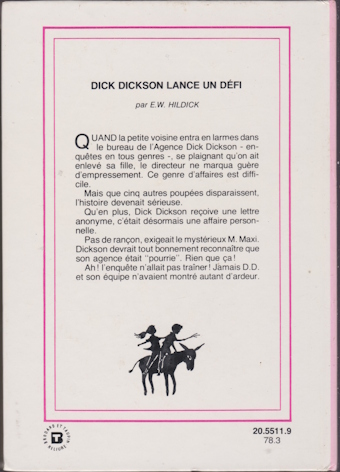 DICK DICKSON LANCE UN DÉFI
par E.W. HILDICK
QUAND la petite voisine entra en larmes dans
le bureau de l'Agence Dick Dickson - en-
quêtes en tous genres -, se plaignant qu'on ait
enlevé sa fille, le directeur ne marqua guère
d'empressement. Ce genre d'affaires est diffi-
cile.
Mais que cinq autres poupées disparaissent,
l'histoire devenait sérieuse.
Qu'en plus, Dick Dickson reçoive une lettre
anonyme, c'était désormais une affaire person-
nelle.
Pas de rançon, exigeait le mystérieux M. Maxi.
Dickson devrait tout bonnement reconnaître que
son agence était "pourrie". Rien que ça !
Ah ! l'enquête n'allait pas traîner ! Jamais D.D.
et son équipe n'avaient montré autant d'ardeur.
BRODARD ET TAUPIN
T
RELIURE
20.5511.9
78.3